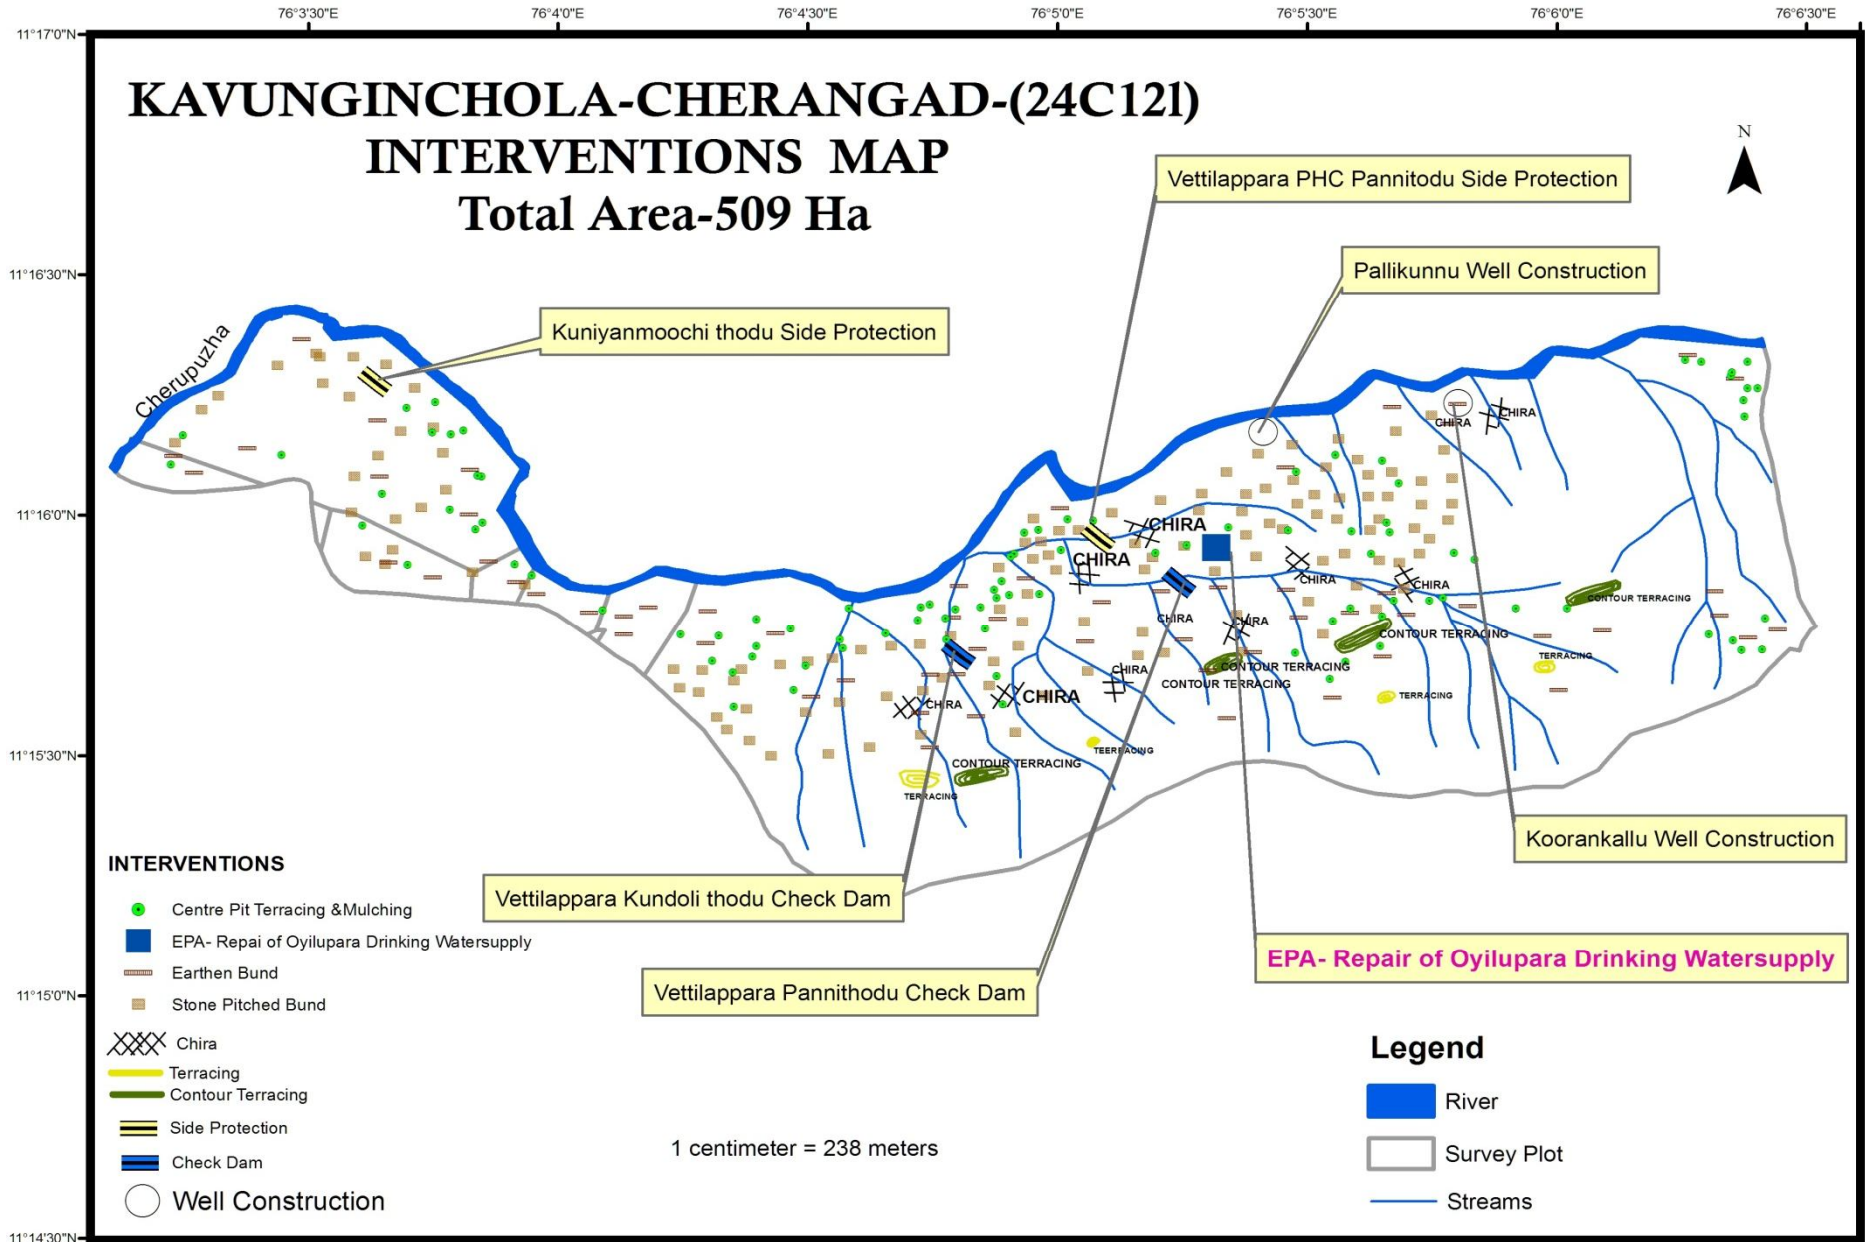 76°3'30"E
76°4'0"E
76°4'30"E
76°5'0"E
76°5'30"E
76°6'0"E
76°6'30"E
11°17'0"N
11°16'30"N
11°16'0"N
11°15'30"N
11°15'0"N
11°14'30"N
KAVUNGINCHOLA-CHERANGAD-(24C12l)
INTERVENTIONS MAP
Total Area-509 Ha
N
Vettilappara PHC Pannitodu Side Protection
Pallikunnu Well Construction
Kuniyanmoochi thodu Side Protection
Cherupuzha
CHIRA
CHIRA
CHIRA
CHIRA
CHIRA
CHIRA
CONTOUR TERRACING
CHIRA
CHIRA
CONTOUR TERRACING
TERRACING
CHIRA
CONTOUR TERRACING
CONTOUR TERRACING
CHIRA
CHIRA
TERRACING
TEERRACING
CONTOUR TERRACING
TERRACING
Koorankallu Well Construction
Vettilappara Kundoli thodu Check Dam
EPA- Repair of Oyilupara Drinking Watersupply
Vettilappara Pannithodu Check Dam
INTERVENTIONS
Centre Pit Terracing &Mulching
EPA- Repai of Oyilupara Drinking Watersupply
Earthen Bund
Stone Pitched Bund
Chira
Terracing
Contour Terracing
Side Protection
Check Dam
Well Construction
1 centimeter = 238 meters
Legend
River
Survey Plot
Streams